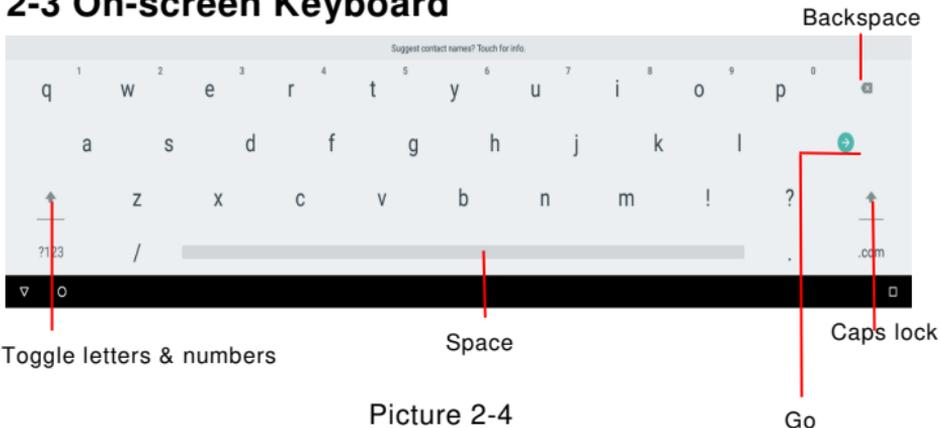 2-3 On-screen Keyboard
Backspace
Suggest contact names? Touch for info.
1 2 3 4 5 6 7 8 9 0
q w e r t y u i o p
a s d f g h j k l
z x c v b n m ! ?
?123 / . .com
Toggle letters & numbers
Space
Caps lock
Go
Picture 2-4